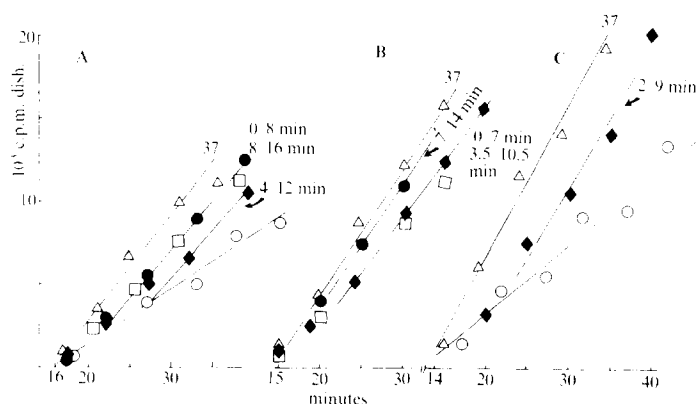 20
A
B
C
37
37
37
0 8 min
8 16 min
4 12 min
7 14 min
0 7 min
3.5 10.5
min
2 9 min
10
c.p.m. dish
16 20 30
15 20 30
14 20 30 40
minutes